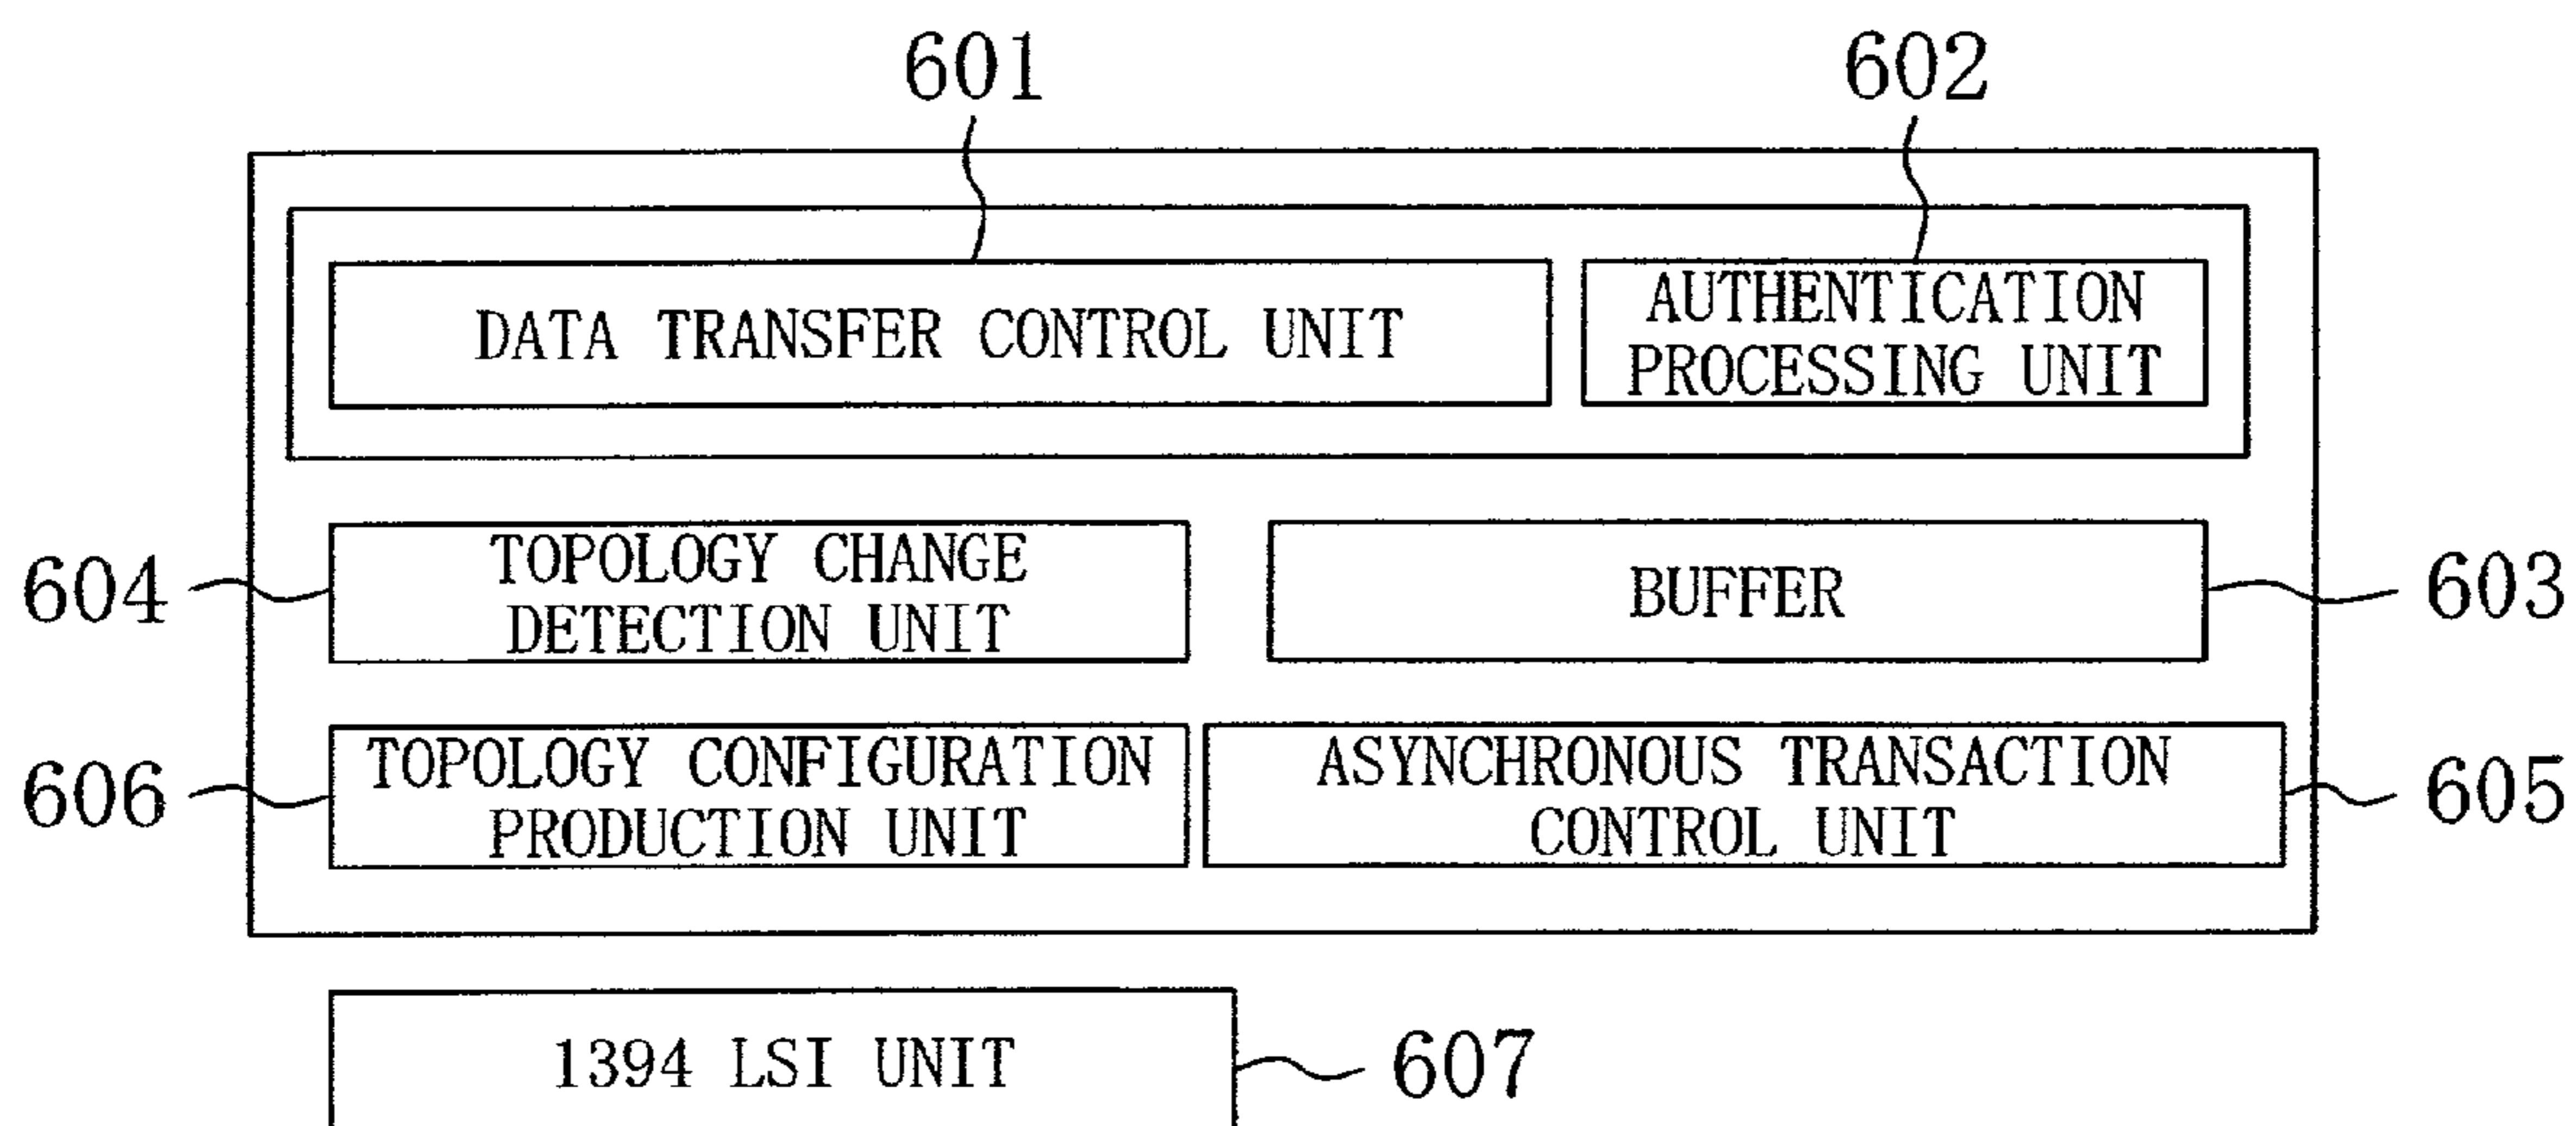 601 602
DATA TRANSFER CONTROL UNIT
AUTHENTICATION
PROCESSING UNIT
604
TOPOLOGY CHANGE
DETECTION UNIT
BUFFER
603
606
TOPOLOGY CONFIGURATION
PRODUCTION UNIT
ASYNCHRONOUS TRANSACTION
CONTROL UNIT
605
1394 LSI UNIT
607